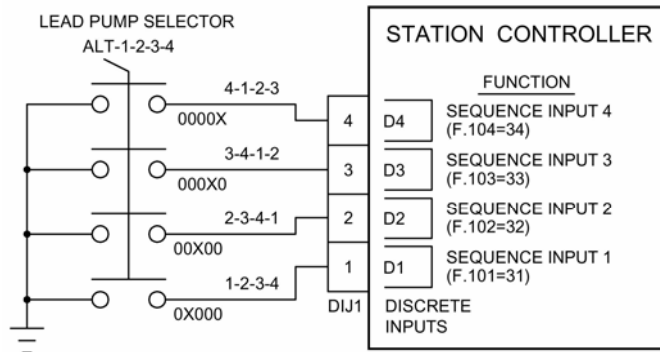 LEAD PUMP SELECTOR
ALT-1-2-3-4
STATION CONTROLLER
FUNCTION
4-1-2-3
0000X
4
D4
SEQUENCE INPUT 4
(F.104=34)
3-4-1-2
000X0
3
D3
SEQUENCE INPUT 3
(F.103=33)
2-3-4-1
00X00
2
D2
SEQUENCE INPUT 2
(F.102=32)
1-2-3-4
0X000
1
D1
SEQUENCE INPUT 1
(F.101=31)
DIJ1
DISCRETE
INPUTS